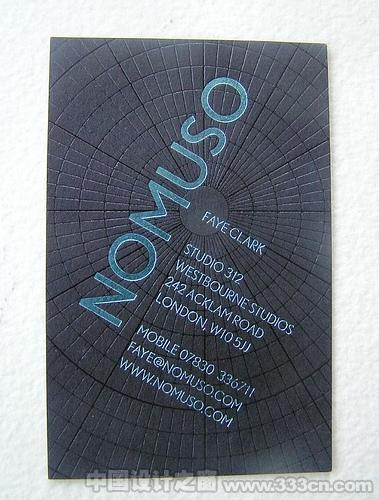 NOMUSO
FAYE CLARK
STUDIO 312
WESTBOURNE STUDIOS
242 ACKLAM ROAD
LONDON, W10 5JJ
MOBILE 07830 336711
FAYE@NOMUSO.COM
WWW.NOMUSO.COM
中国设计之窗 www.333cn.com